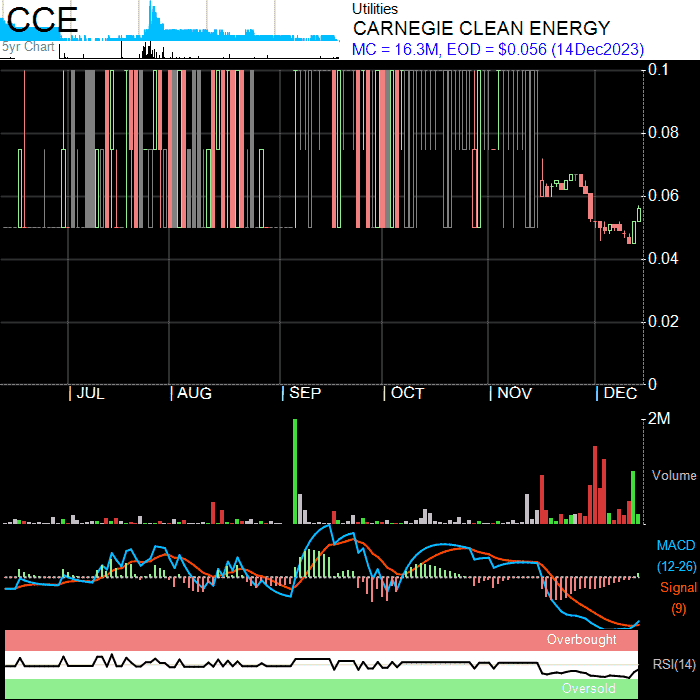 CCE
5yr Chart
Utilities
CARNEGIE CLEAN ENERGY
MC = 16.3M, EOD = $0.056 (14Dec2023)
0.1
0.08
0.06
0.04
0.02
0
JUL AUG SEP OCT NOV DEC
2M
Volume
MACD
(12-26)
Signal
(9)
Overbought
RSI(14)
Oversold